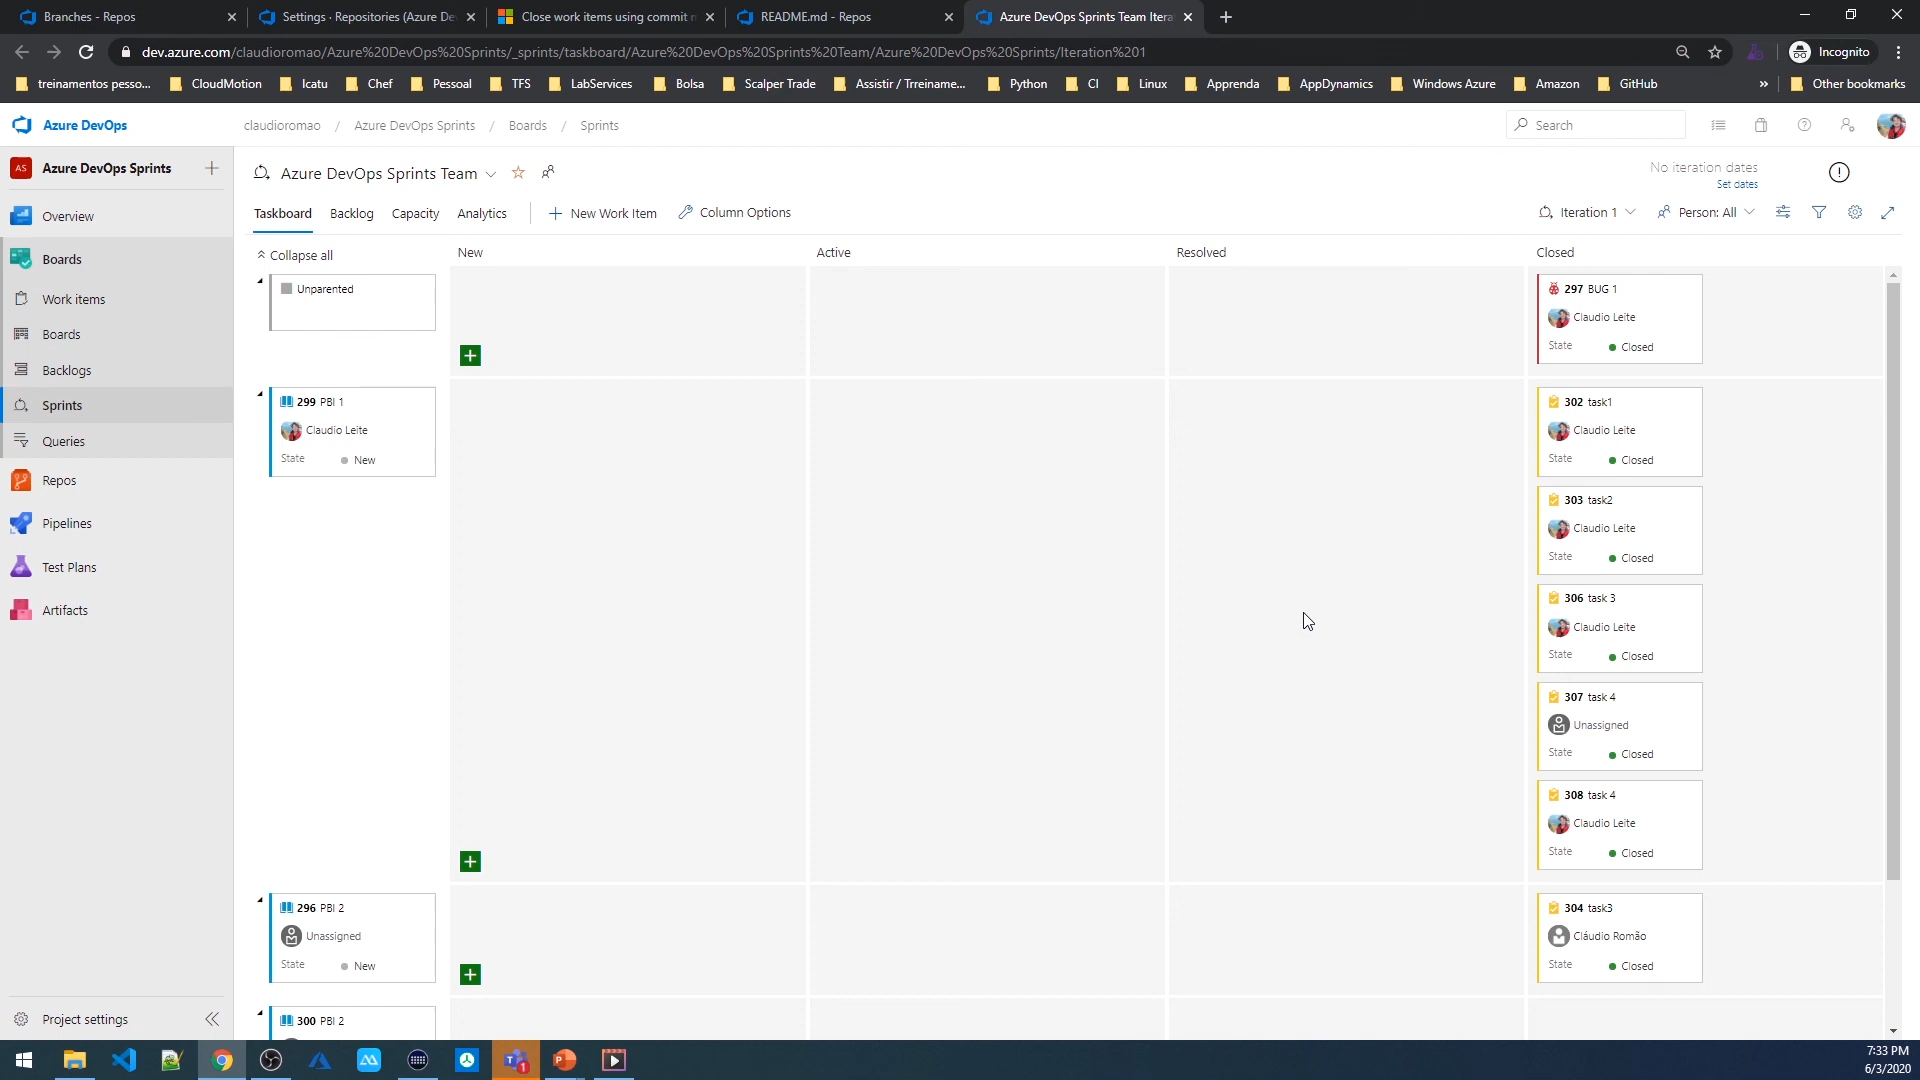 Branches - Repos
Settings · Repositories (Azure De
Close work items using commit m
README.md - Repos
Azure DevOps Sprints Team Itera
dev.azure.com/claudioromao/Azure%20DevOps%20Sprints/_sprints/taskboard/Azure%20DevOps%20Sprints%20Team/Azure%20DevOps%20Sprints/Iteration%201
Incognito
treinamentos pesso...
CloudMotion
Icatu
Chef
Pessoal
TFS
LabServices
Bolsa
Scalper Trade
Assistir / Trreiname...
Python
CI
Linux
Apprenda
AppDynamics
Windows Azure
Amazon
GitHub
»
Other bookmarks
Azure DevOps
claudioromao / Azure DevOps Sprints / Boards / Sprints
Search
AS
Azure DevOps Sprints
Overview
Boards
Work items
Boards
Backlogs
Sprints
Queries
Repos
Pipelines
Test Plans
Artifacts
Project settings
Azure DevOps Sprints Team
No iteration dates
Set dates
Taskboard
Backlog
Capacity
Analytics
New Work Item
Column Options
Iteration 1
Person: All
Collapse all
New
Active
Resolved
Closed
Unparented
297 BUG 1
Claudio Leite
State Closed
299 PBI 1
Claudio Leite
State New
302 task1
Claudio Leite
State Closed
303 task2
Claudio Leite
State Closed
306 task 3
Claudio Leite
State Closed
307 task 4
Unassigned
State Closed
308 task 4
Claudio Leite
State Closed
296 PBI 2
Unassigned
State New
304 task3
Cláudio Romão
State Closed
300 PBI 2
1
7:33 PM
6/3/2020